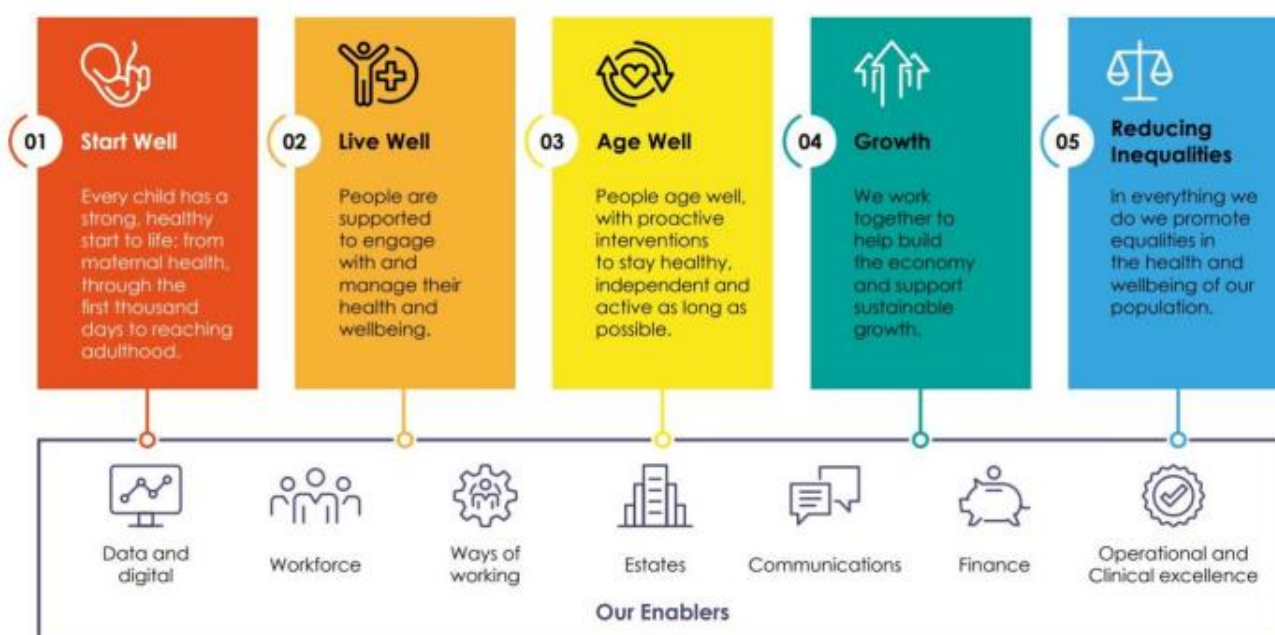 01
Start Well
Every child has a
strong, healthy
start to life: from
maternal health,
through the
first thousand
days to reaching
adulthood.
02
Live Well
People are
supported
to engage
with and
manage their
health and
wellbeing.
03
Age Well
People age well,
with proactive
interventions
to stay healthy,
independent and
active as long as
possible.
04
Growth
We work
together to
help build
the economy
and support
sustainable
growth.
05
Reducing
Inequalities
In everything we
do we promote
equalities in
the health and
wellbeing of our
population.
Data and
digital
Workforce
Ways of
working
Estates
Communications
Finance
Operational and
Clinical excellence
Our Enablers